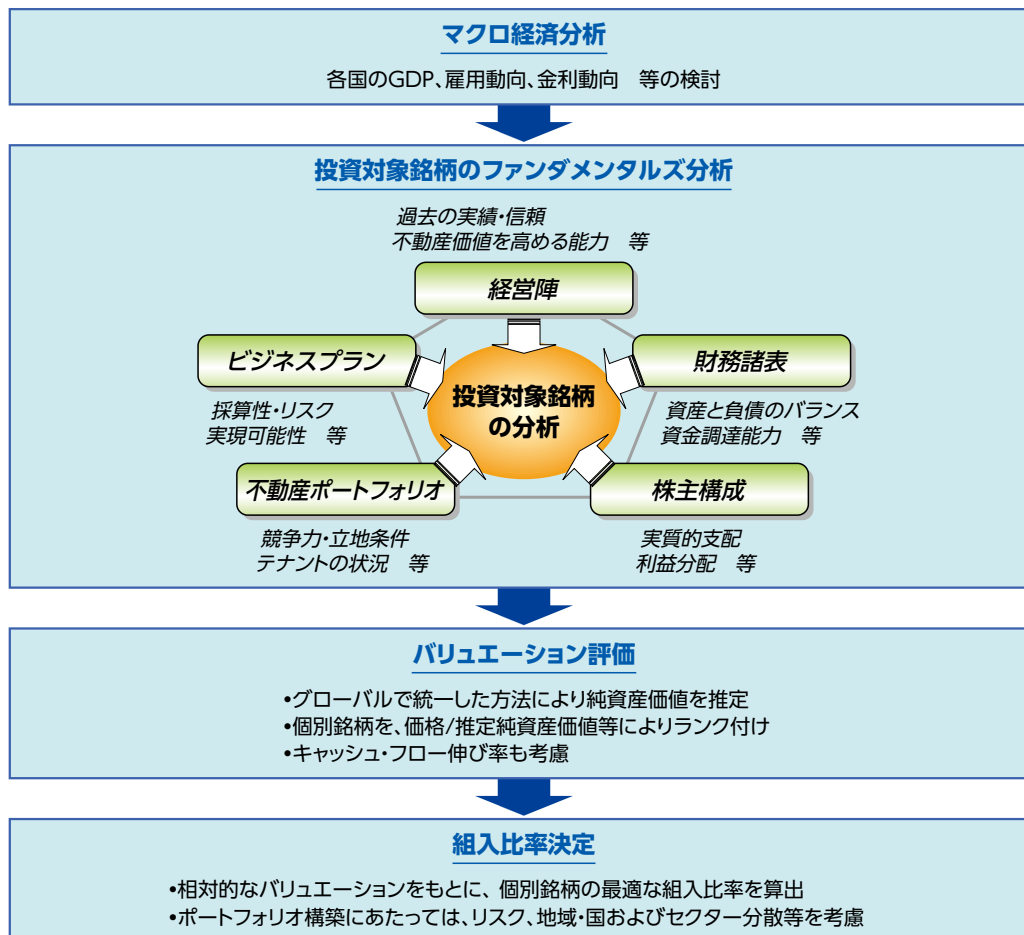 マクロ経済分析
各国のGDP、雇用動向、金利動向　等の検討
投資対象銘柄のファンダメンタルズ分析
過去の実績・信頼
不動産価値を高める能力　等
経営陣
ビジネスプラン
採算性・リスク
実現可能性　等
財務諸表
資産と負債のバランス
資金調達能力　等
投資対象銘柄
の分析
不動産ポートフォリオ
競争力・立地条件
テナントの状況　等
株主構成
実質的支配
利益分配　等
バリュエーション評価
•グローバルで統一した方法により純資産価値を推定
•個別銘柄を、価格/推定純資産価値等によりランク付け
•キャッシュ・フロー伸び率も考慮
組入比率決定
•相対的なバリュエーションをもとに、個別銘柄の最適な組入比率を算出
•ポートフォリオ構築にあたっては、リスク、地域・国およびセクター分散等を考慮